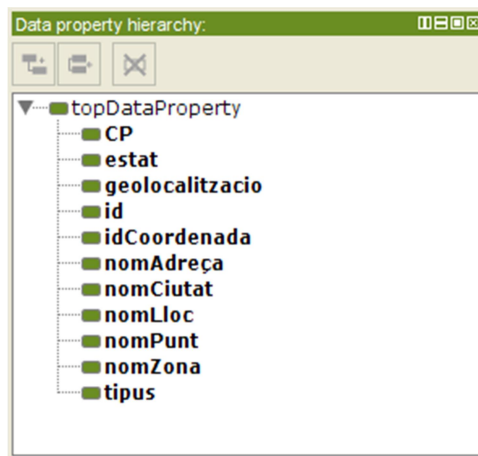 Data property hierarchy:
topDataProperty
CP
estat
geolocalitzacio
id
idCoordenada
nomAdreça
nomCiutat
nomLloc
nomPunt
nomZona
tipus